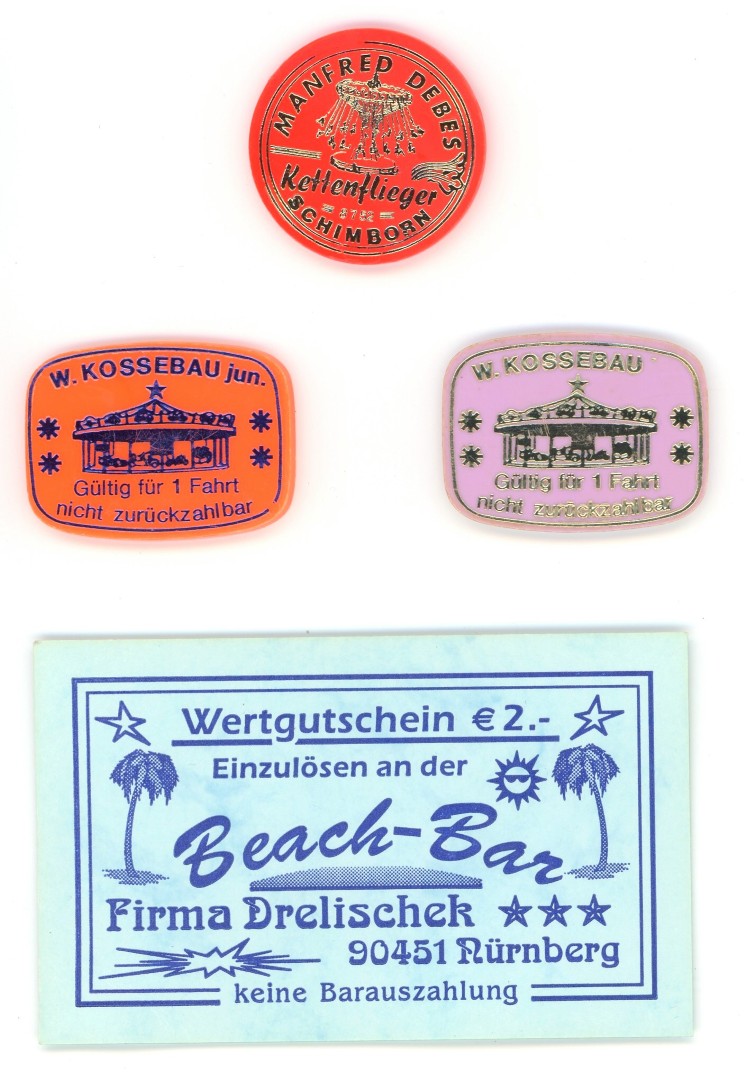 MANFRED DEBES
Kettenflieger
8752
SCHIMBORN
W. KOSSEBAU jun.
Gültig für 1 Fahrt
nicht zurückzahlbar
W. KOSSEBAU
Gültig für 1 Fahrt
nicht zurückzahlbar
Wertgutschein € 2.-
Einzulösen an der
Beach-Bar
Firma Drelischek
90451 Nürnberg
keine Barauszahlung